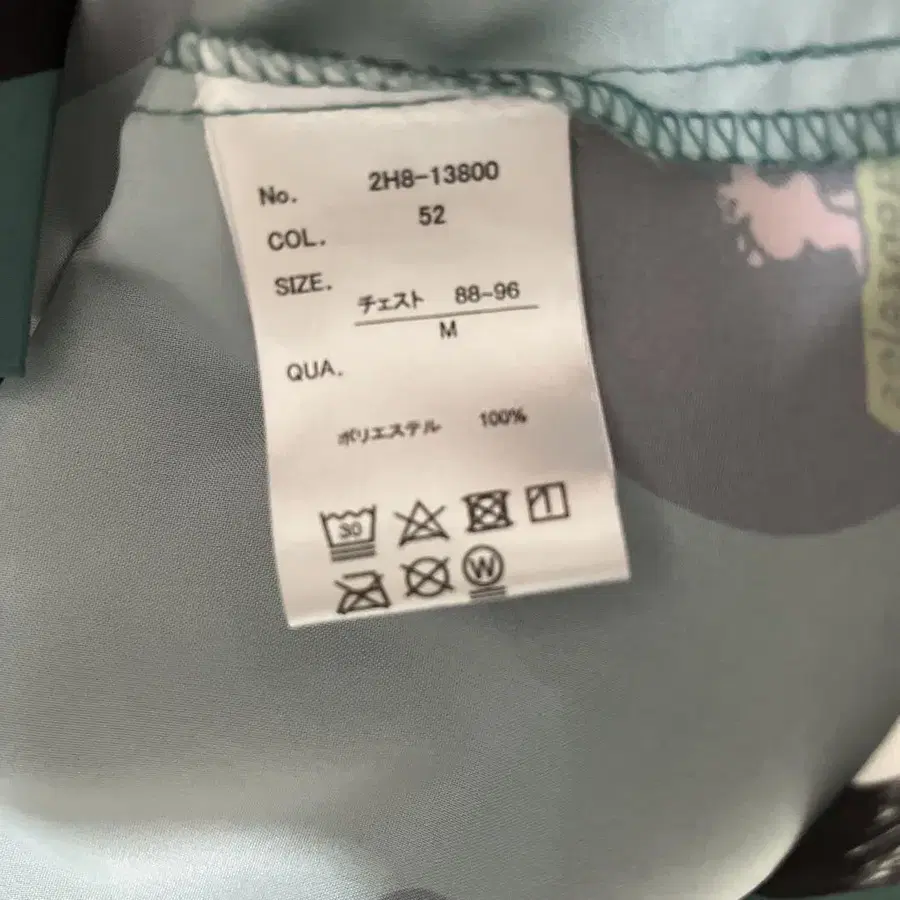 No. 2H8-13800
COL. 52
SIZE.
チェスト 88-96
M
QUA.
ポリエステル 100%
30
W